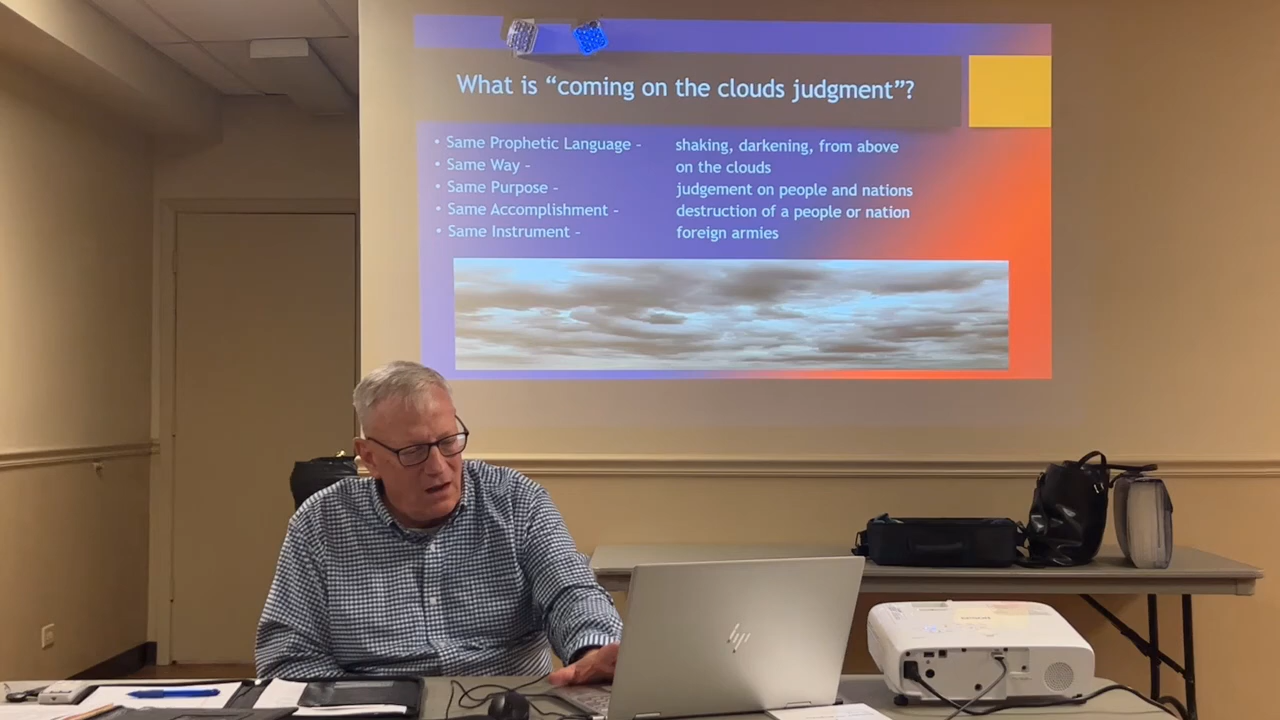 What is “coming on the clouds judgment”?
• Same Prophetic Language - shaking, darkening, from above
• Same Way - on the clouds
• Same Purpose - judgement on people and nations
• Same Accomplishment - destruction of a people or nation
• Same Instrument - foreign armies
hp